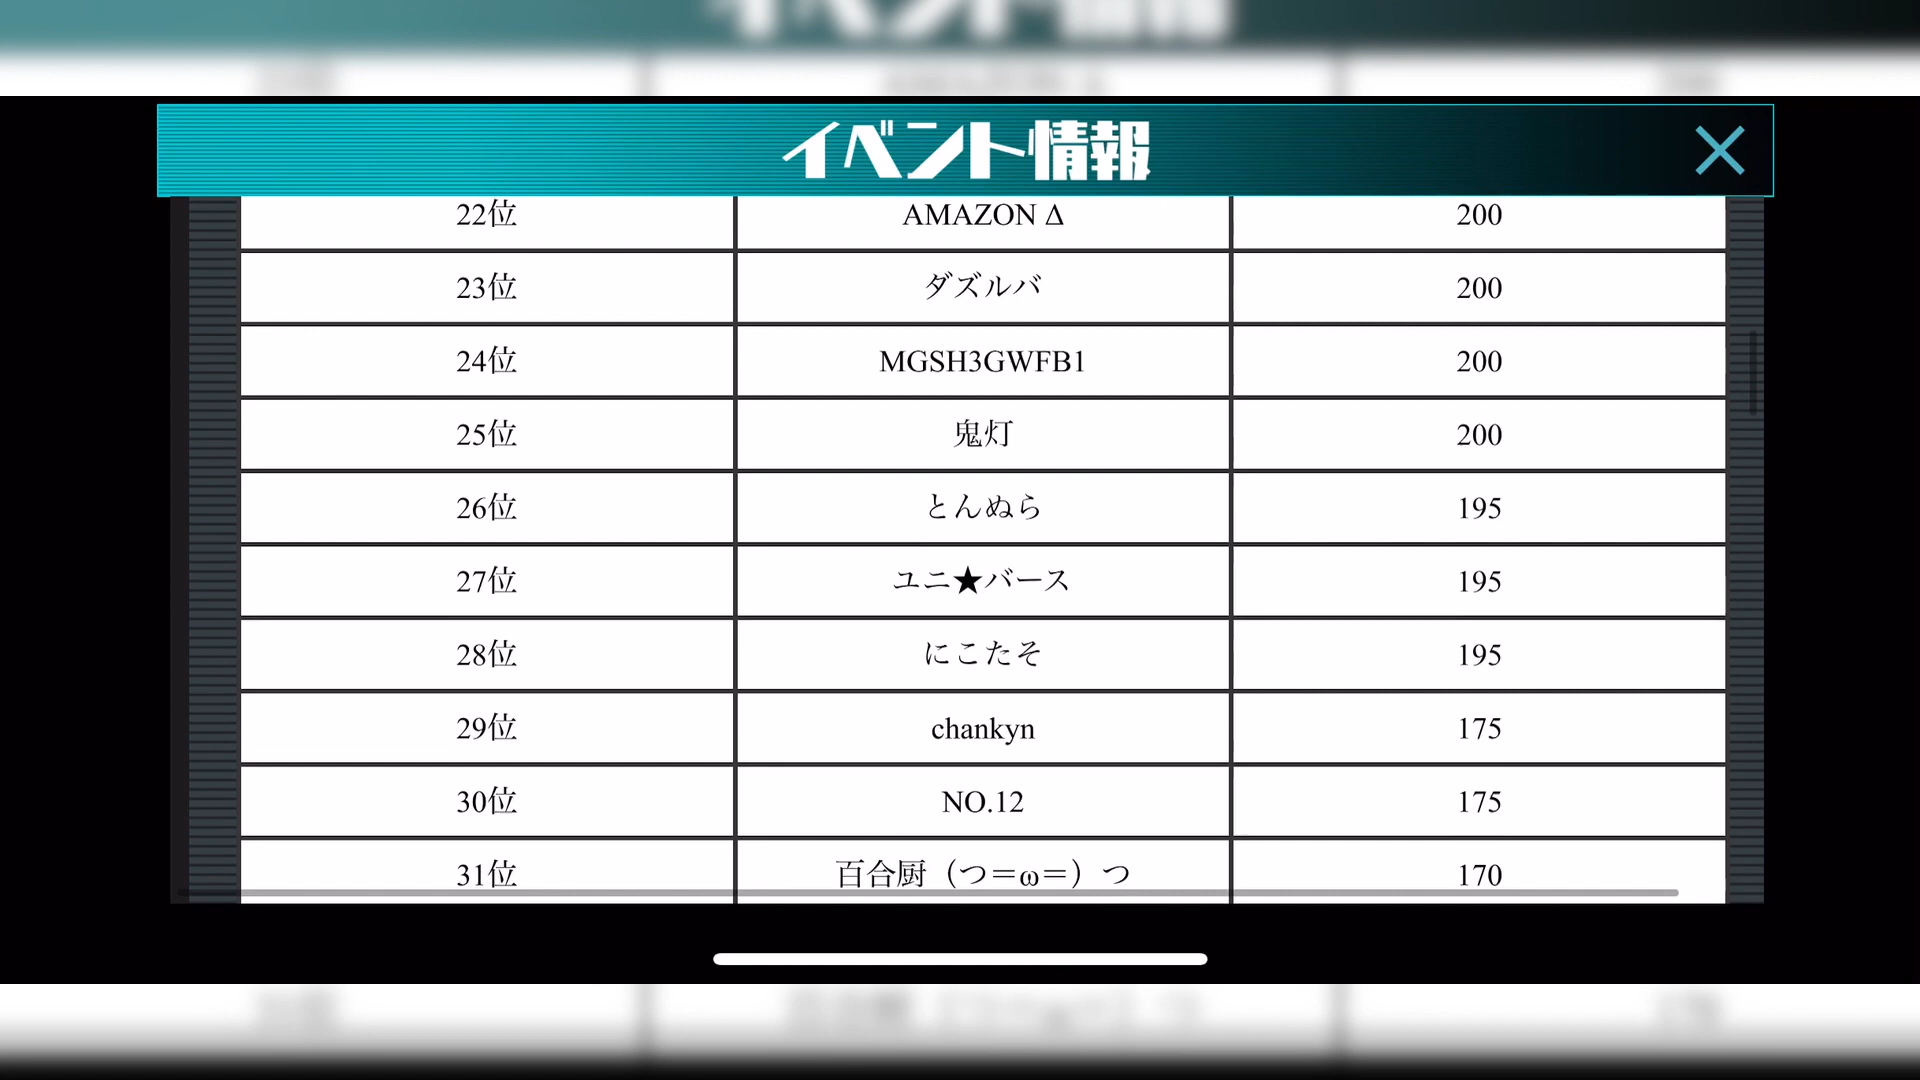 イベント情報
22位 AMAZON Δ 200
23位 ダズルバ 200
24位 MGSH3GWFB1 200
25位 鬼灯 200
26位 とんぬら 195
27位 ユニ★バース 195
28位 にこたそ 195
29位 chankyn 175
30位 NO.12 175
31位 百合厨（つ＝ω＝）つ 170